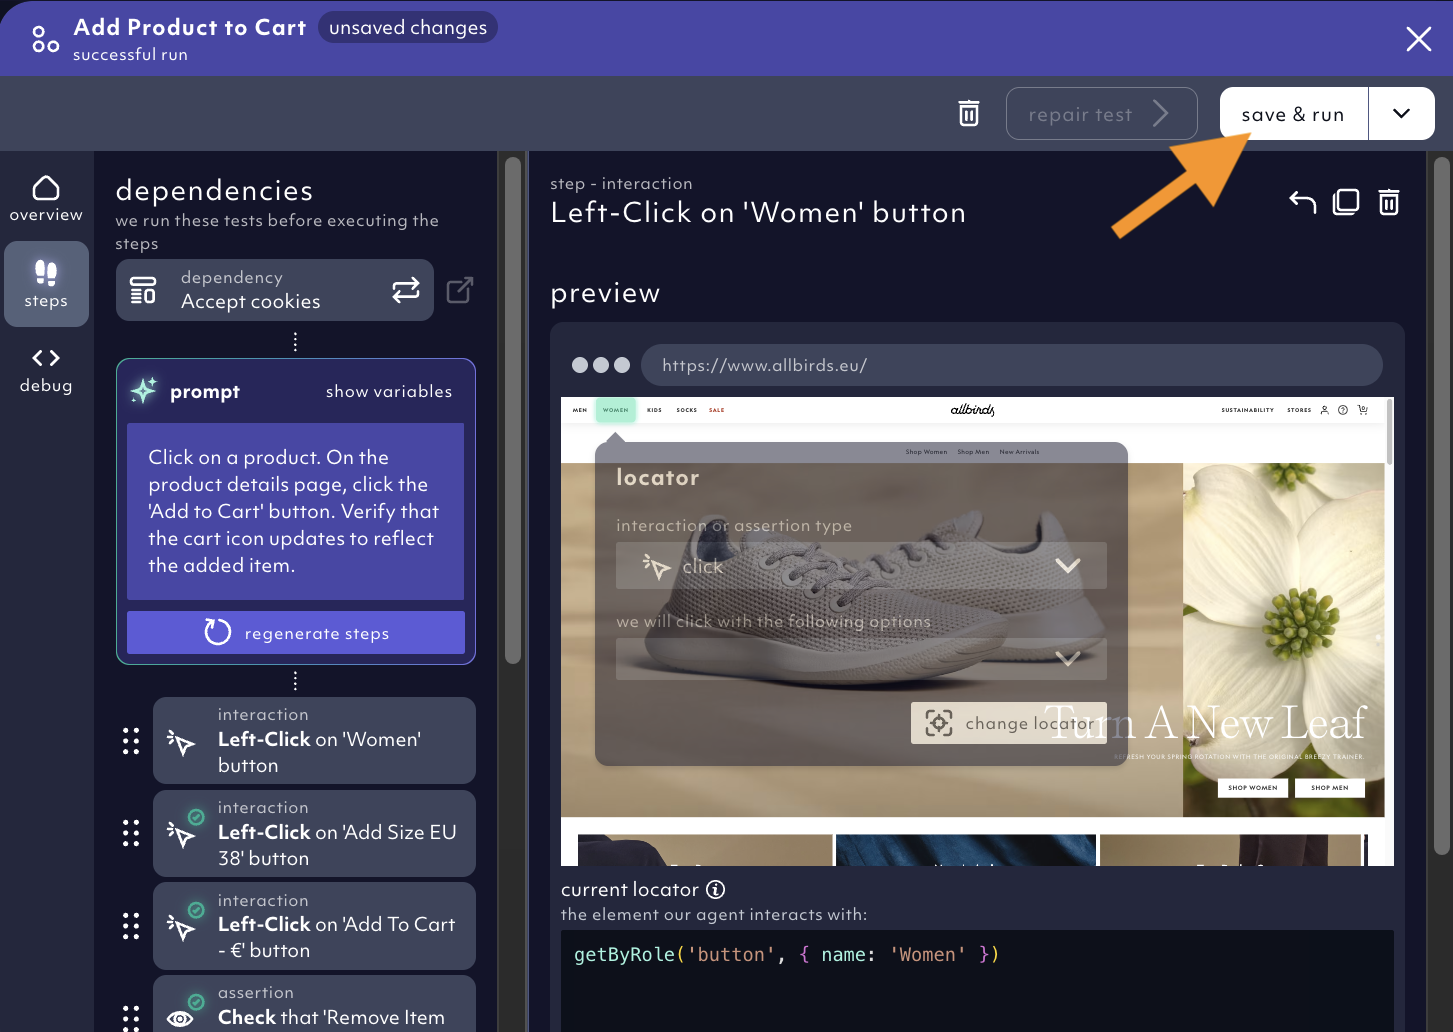 Add Product to Cart
unsaved changes
successful run
repair test
save & run
overview
steps
debug
dependencies
we run these tests before executing the
steps
dependency
Accept cookies
prompt
show variables
Click on a product. On the
product details page, click the
'Add to Cart' button. Verify that
the cart icon updates to reflect
the added item.
regenerate steps
interaction
Left-Click on 'Women'
button
interaction
Left-Click on 'Add Size EU
38' button
interaction
Left-Click on 'Add To Cart
- €' button
assertion
Check that 'Remove Item
step - interaction
Left-Click on 'Women' button
preview
https://www.allbirds.eu/
MEN WOMEN KIDS SOCKS SALE
allbirds
SUSTAINABILITY STORES
Shop Women Shop Men New Arrivals
locator
interaction or assertion type
click
we will click with the following options
change locator
Turn A New Leaf
REFRESH YOUR SPRING ROTATION WITH THE ORIGINAL BREEZY TRAINER.
SHOP WOMEN SHOP MEN
current locator
the element our agent interacts with:
getByRole('button', { name: 'Women' })